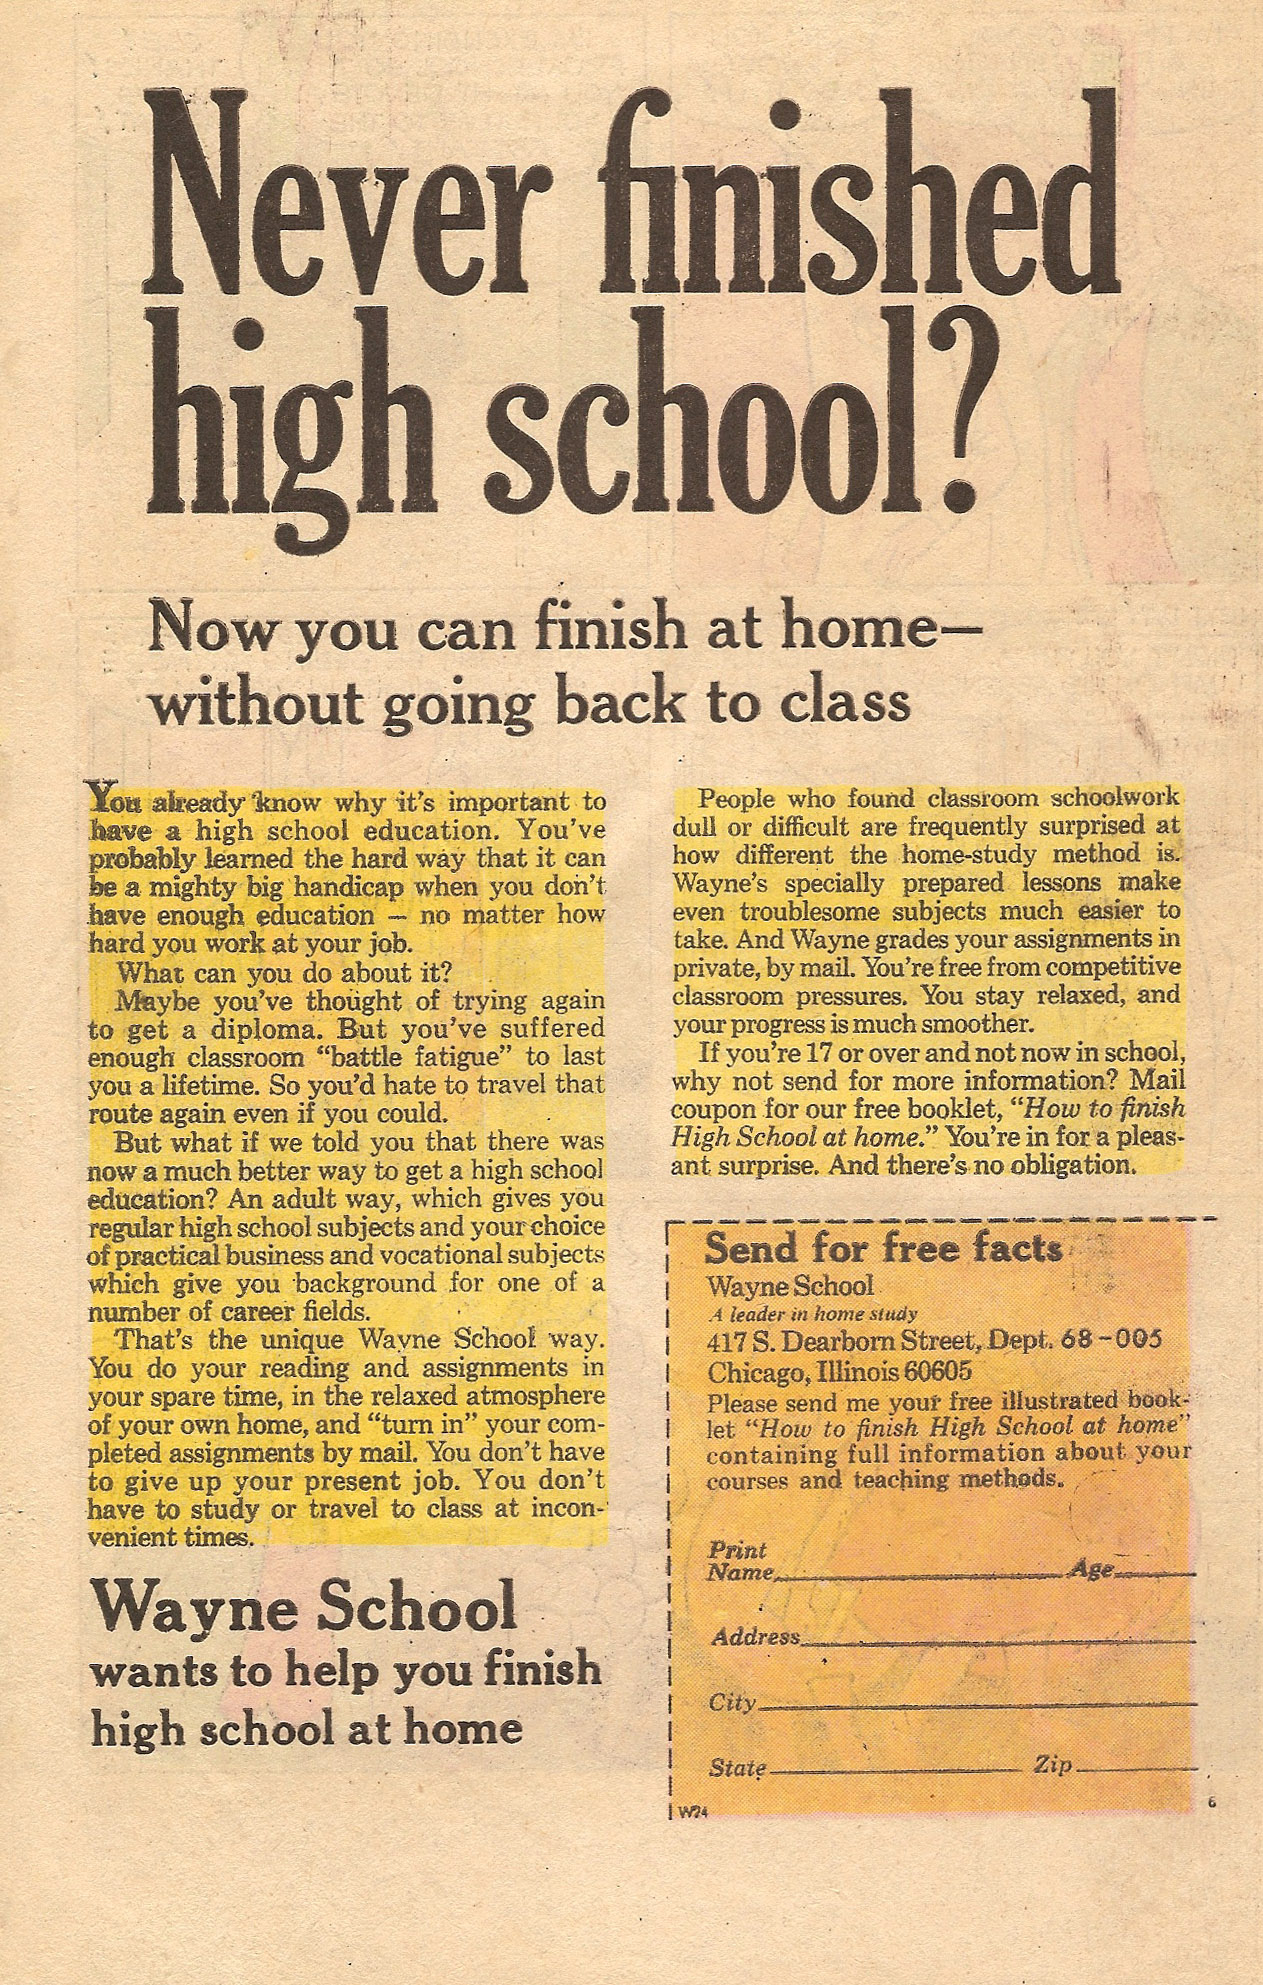 Never finished
high school?
Now you can finish at home—
without going back to class
You already know why it's important to
have a high school education. You've
probably learned the hard way that it can
be a mighty big handicap when you don't
have enough education — no matter how
hard you work at your job.
What can you do about it?
Maybe you've thought of trying again
to get a diploma. But you've suffered
enough classroom "battle fatigue" to last
you a lifetime. So you'd hate to travel that
route again even if you could.
But what if we told you that there was
now a much better way to get a high school
education? An adult way, which gives you
regular high school subjects and your choice
of practical business and vocational subjects
which give you background for one of a
number of career fields.
That's the unique Wayne School way.
You do your reading and assignments in
your spare time, in the relaxed atmosphere
of your own home, and "turn in" your com-
pleted assignments by mail. You don't have
to give up your present job. You don't
have to study or travel to class at incon-
venient times.
Wayne School
wants to help you finish
high school at home
People who found classroom schoolwork
dull or difficult are frequently surprised at
how different the home-study method is.
Wayne's specially prepared lessons make
even troublesome subjects much easier to
take. And Wayne grades your assignments in
private, by mail. You're free from competitive
classroom pressures. You stay relaxed, and
your progress is much smoother.
If you're 17 or over and not now in school,
why not send for more information? Mail
coupon for our free booklet, "How to finish
High School at home." You're in for a pleas-
ant surprise. And there's no obligation.
Send for free facts
Wayne School
A leader in home study
417 S. Dearborn Street, Dept. 68-005
Chicago, Illinois 60605
Please send me your free illustrated book-
let "How to finish High School at home"
containing full information about your
courses and teaching methods.
Print
Name Age
Address
City
State Zip
W74 6